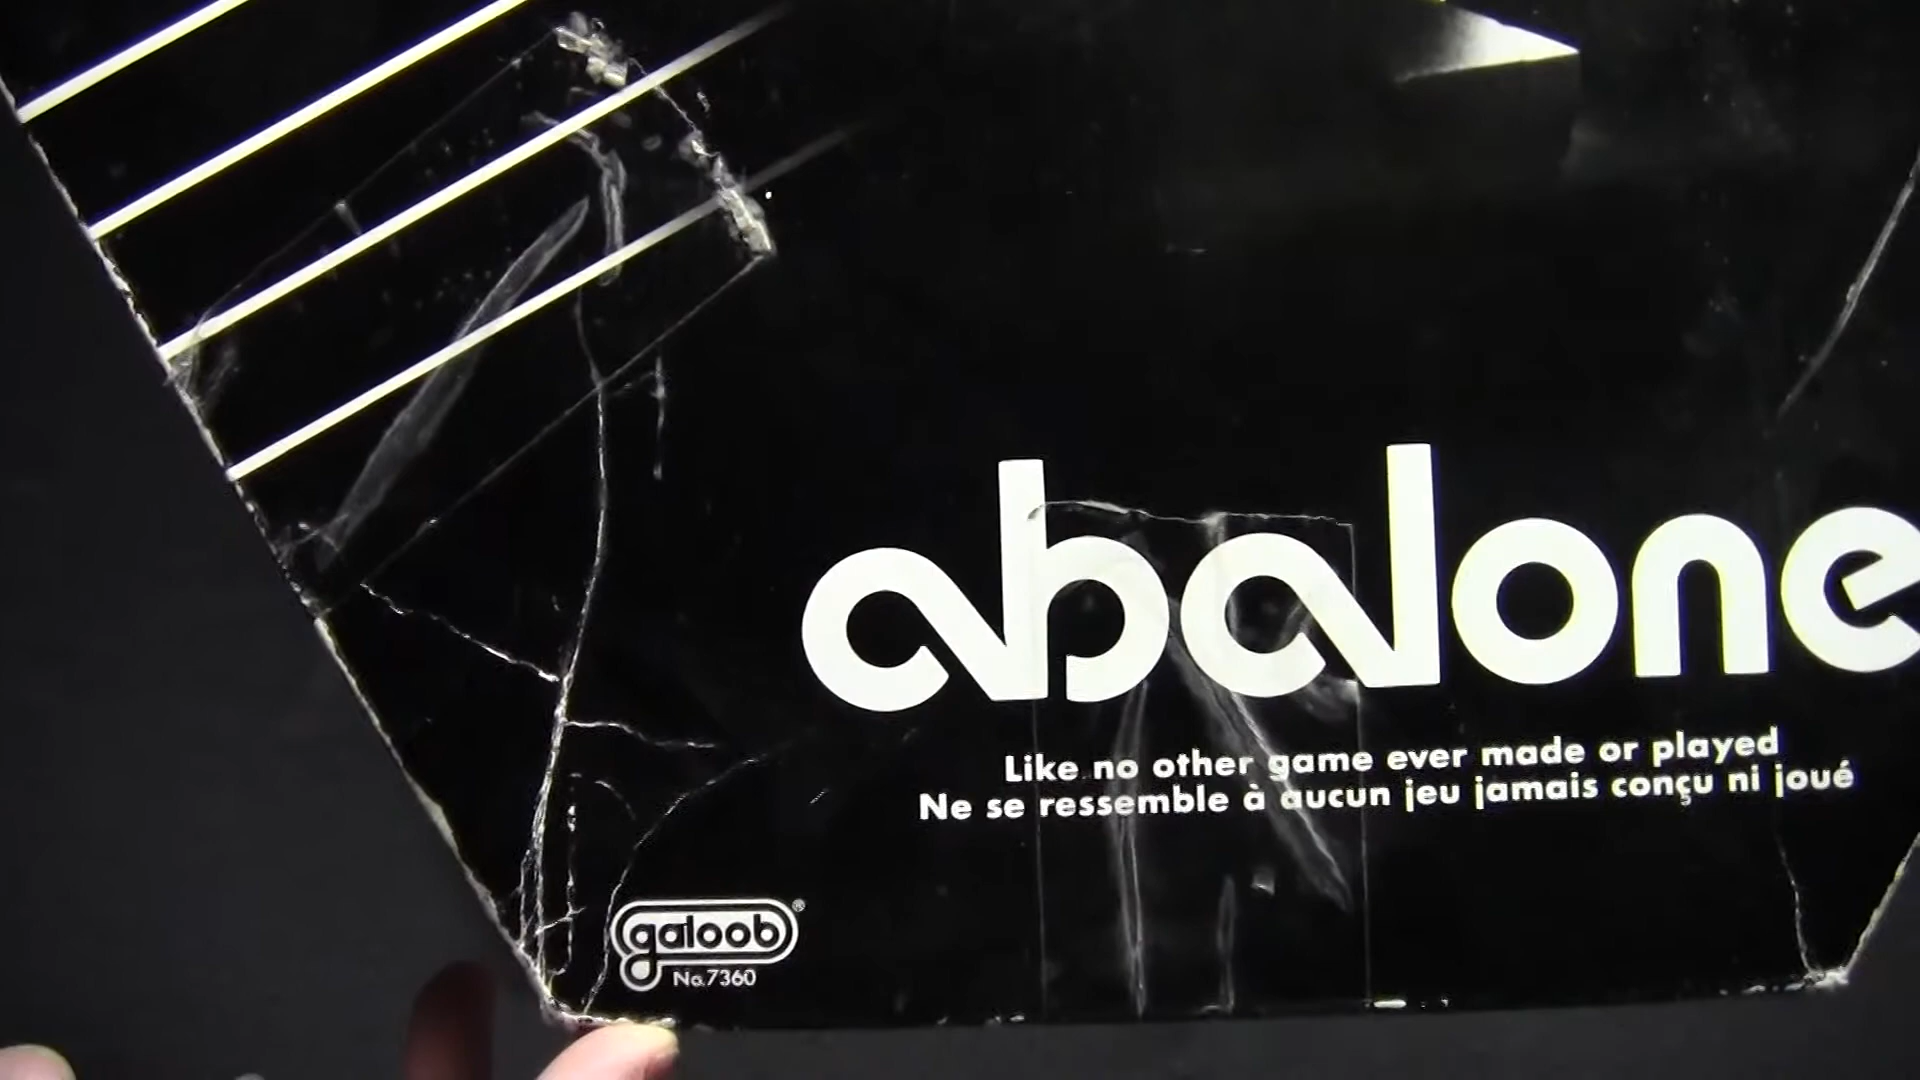 abalone
Like no other game ever made or played
Ne se ressemble à aucun jeu jamais conçu ni joué
galoob®
No. 7360